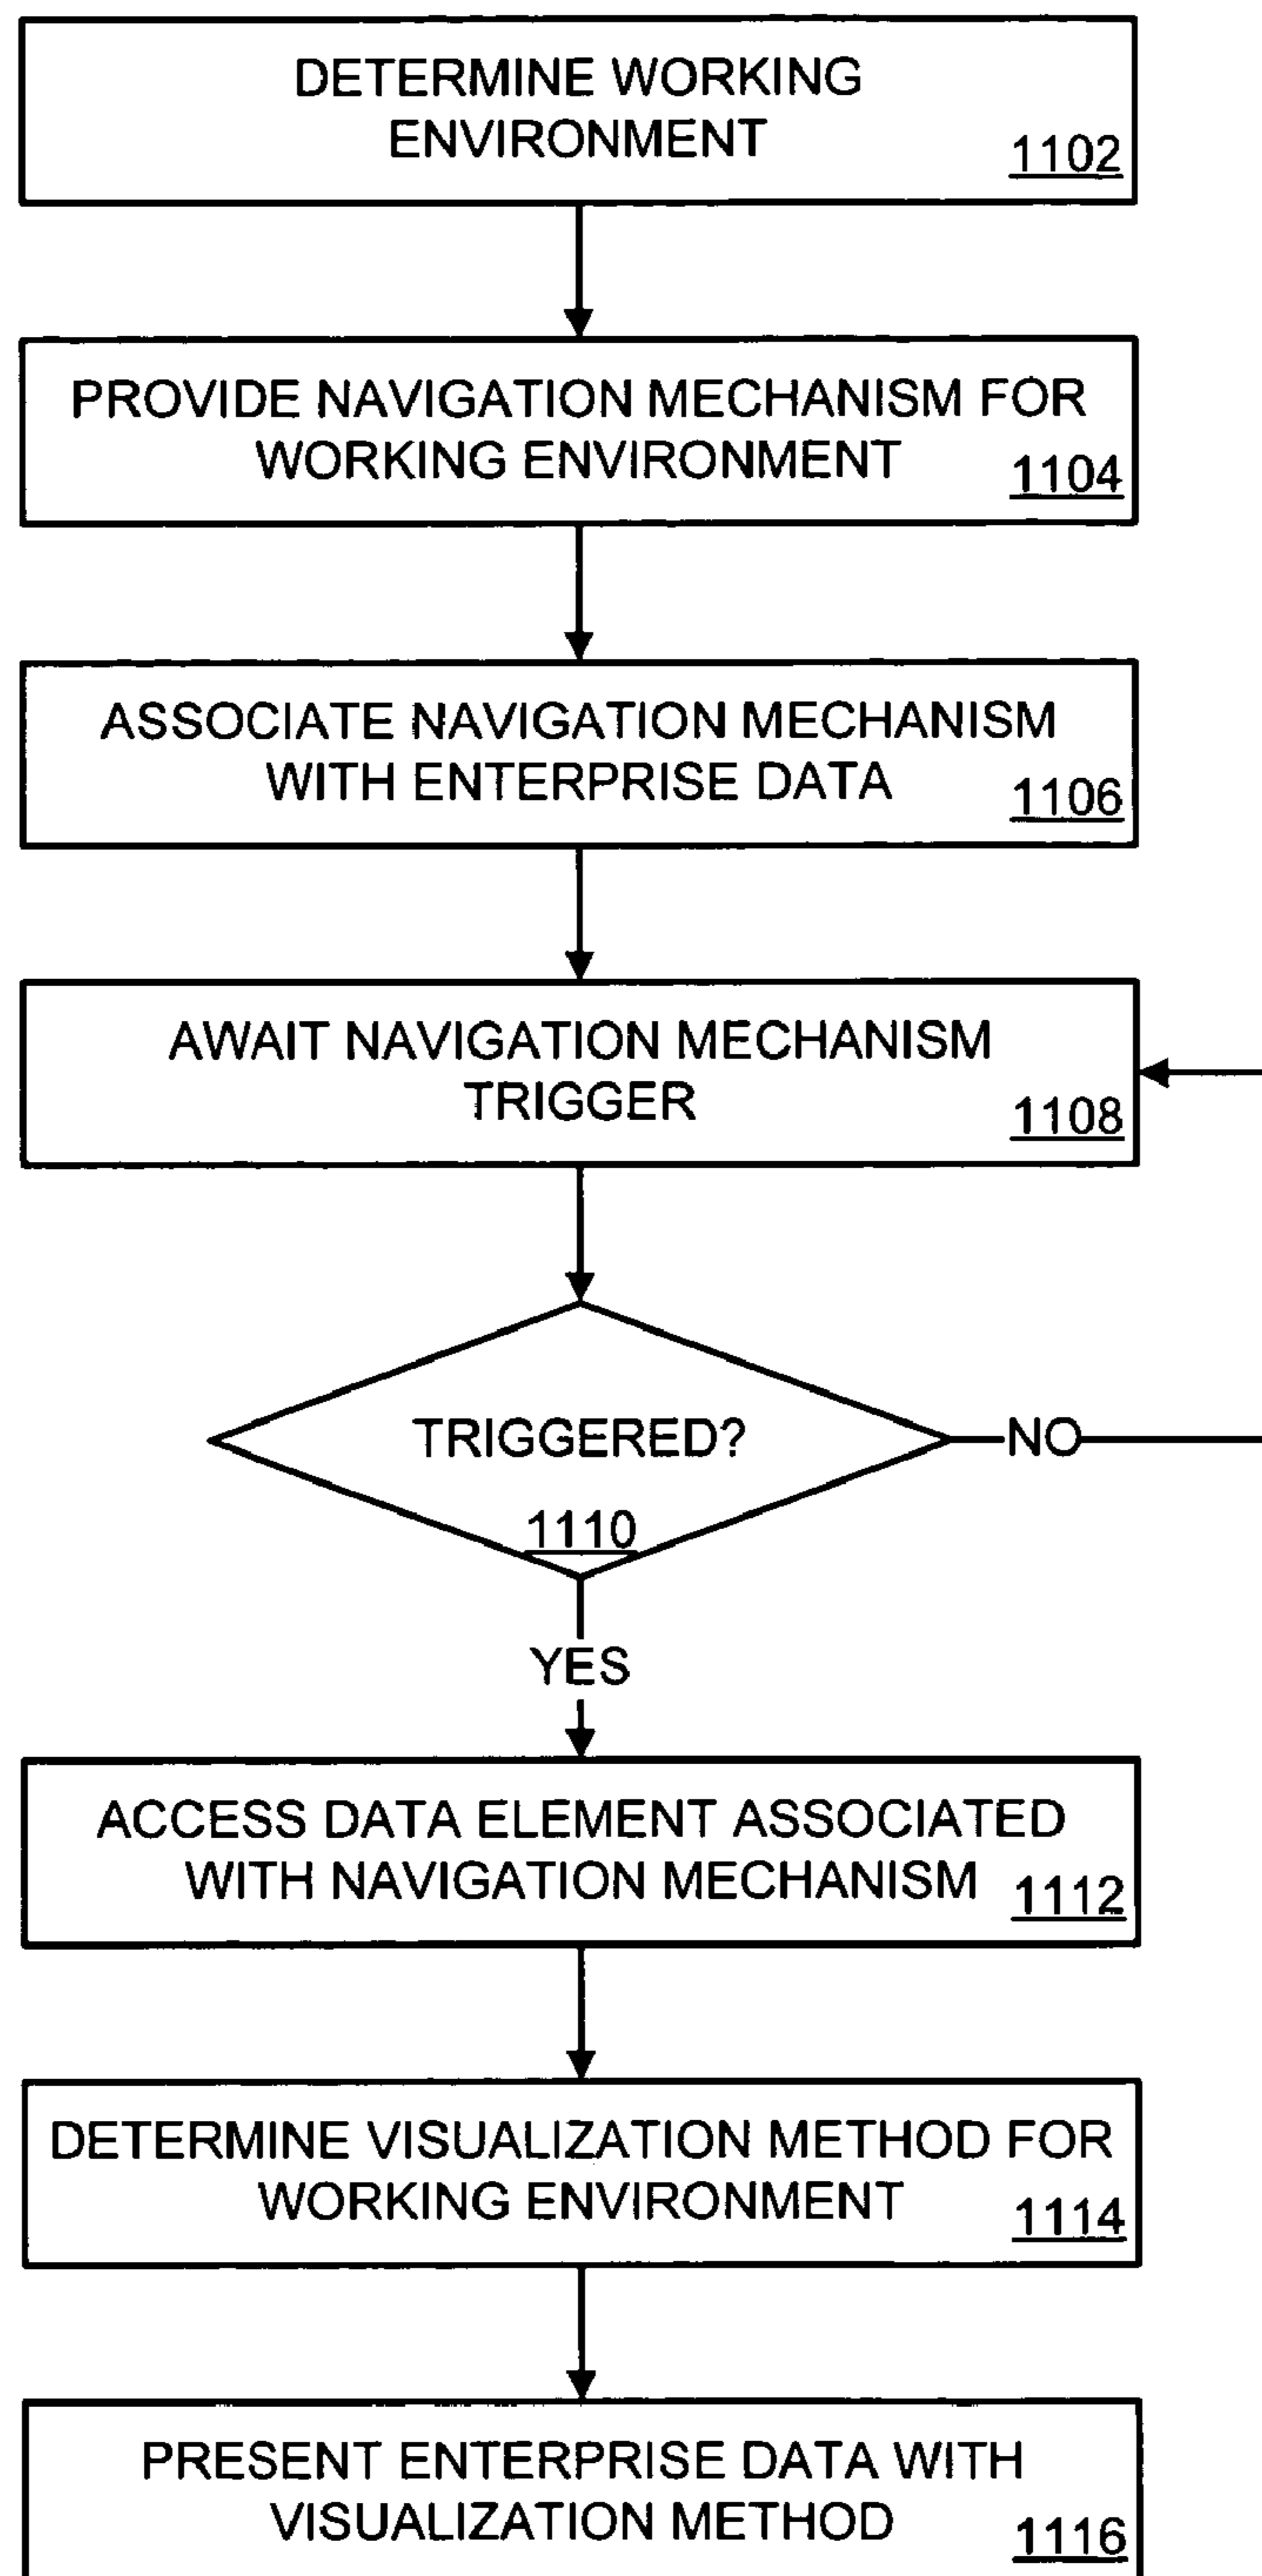 DETERMINE WORKING
ENVIRONMENT
1102
PROVIDE NAVIGATION MECHANISM FOR
WORKING ENVIRONMENT
1104
ASSOCIATE NAVIGATION MECHANISM
WITH ENTERPRISE DATA
1106
AWAIT NAVIGATION MECHANISM
TRIGGER
1108
TRIGGERED?
NO
1110
YES
ACCESS DATA ELEMENT ASSOCIATED
WITH NAVIGATION MECHANISM
1112
DETERMINE VISUALIZATION METHOD FOR
WORKING ENVIRONMENT
1114
PRESENT ENTERPRISE DATA WITH
VISUALIZATION METHOD
1116